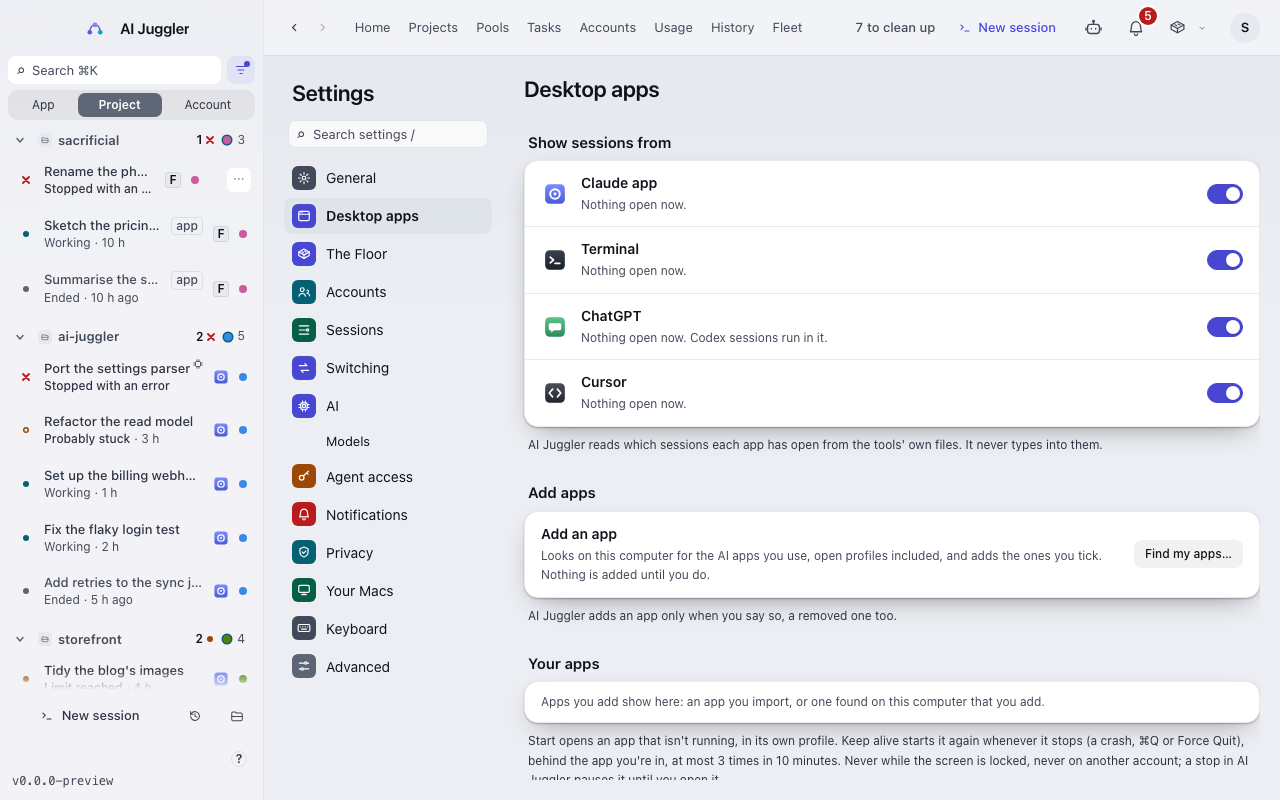 AI Juggler
Search ⌘K
App Project Account
sacrificial 1 3
Rename the ph... F
Stopped with an ...
Sketch the pricin... app F
Working · 10 h
Summarise the s... app F
Ended · 10 h ago
ai-juggler 2 5
Port the settings parser
Stopped with an error
Refactor the read model
Probably stuck · 3 h
Set up the billing webh...
Working · 1 h
Fix the flaky login test
Working · 2 h
Add retries to the sync j...
Ended · 5 h ago
storefront 2 4
Tidy the blog's images
Limit reached · 4 h
New session
?
v0.0.0-preview
Home Projects Pools Tasks Accounts Usage History Fleet 7 to clean up New session 5 S
Settings
Search settings /
General
Desktop apps
The Floor
Accounts
Sessions
Switching
AI
Models
Agent access
Notifications
Privacy
Your Macs
Keyboard
Advanced
Desktop apps
Show sessions from
Claude app
Nothing open now.
Terminal
Nothing open now.
ChatGPT
Nothing open now. Codex sessions run in it.
Cursor
Nothing open now.
AI Juggler reads which sessions each app has open from the tools' own files. It never types into them.
Add apps
Add an app
Looks on this computer for the AI apps you use, open profiles included, and adds the ones you tick.
Nothing is added until you do.
Find my apps...
AI Juggler adds an app only when you say so, a removed one too.
Your apps
Apps you add show here: an app you import, or one found on this computer that you add.
Start opens an app that isn't running, in its own profile. Keep alive starts it again whenever it stops (a crash, ⌘Q or Force Quit),
behind the app you're in, at most 3 times in 10 minutes. Never while the screen is locked, never on another account; a stop in AI
Juggler pauses it until you open it.